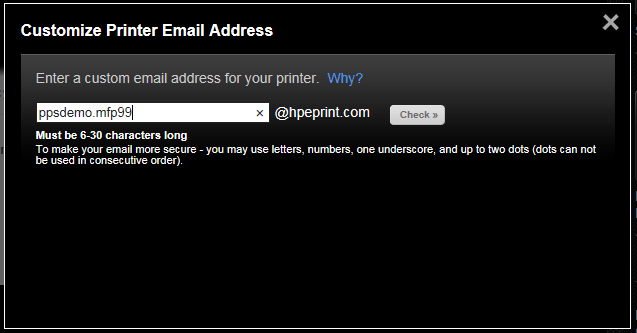 Customize Printer Email Address
Enter a custom email address for your printer. Why?
ppsdemo.mfp99 × @hpeprint.com Check »
Must be 6-30 characters long
To make your email more secure - you may use letters, numbers, one underscore, and up to two dots (dots can not
be used in consecutive order).